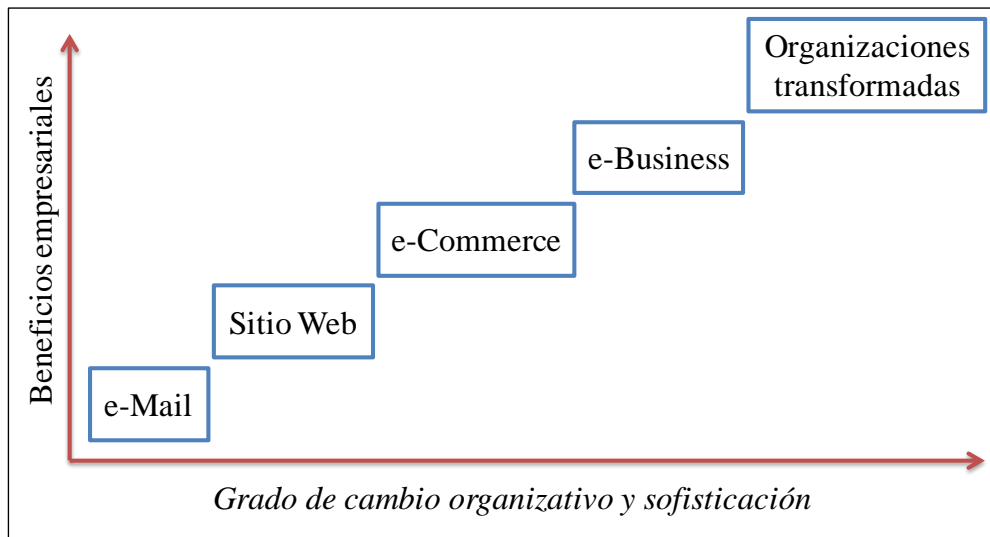 Organizaciones
transformadas
e-Business
e-Commerce
Sitio Web
e-Mail
Beneficios empresariales
Grado de cambio organizativo y sofisticación